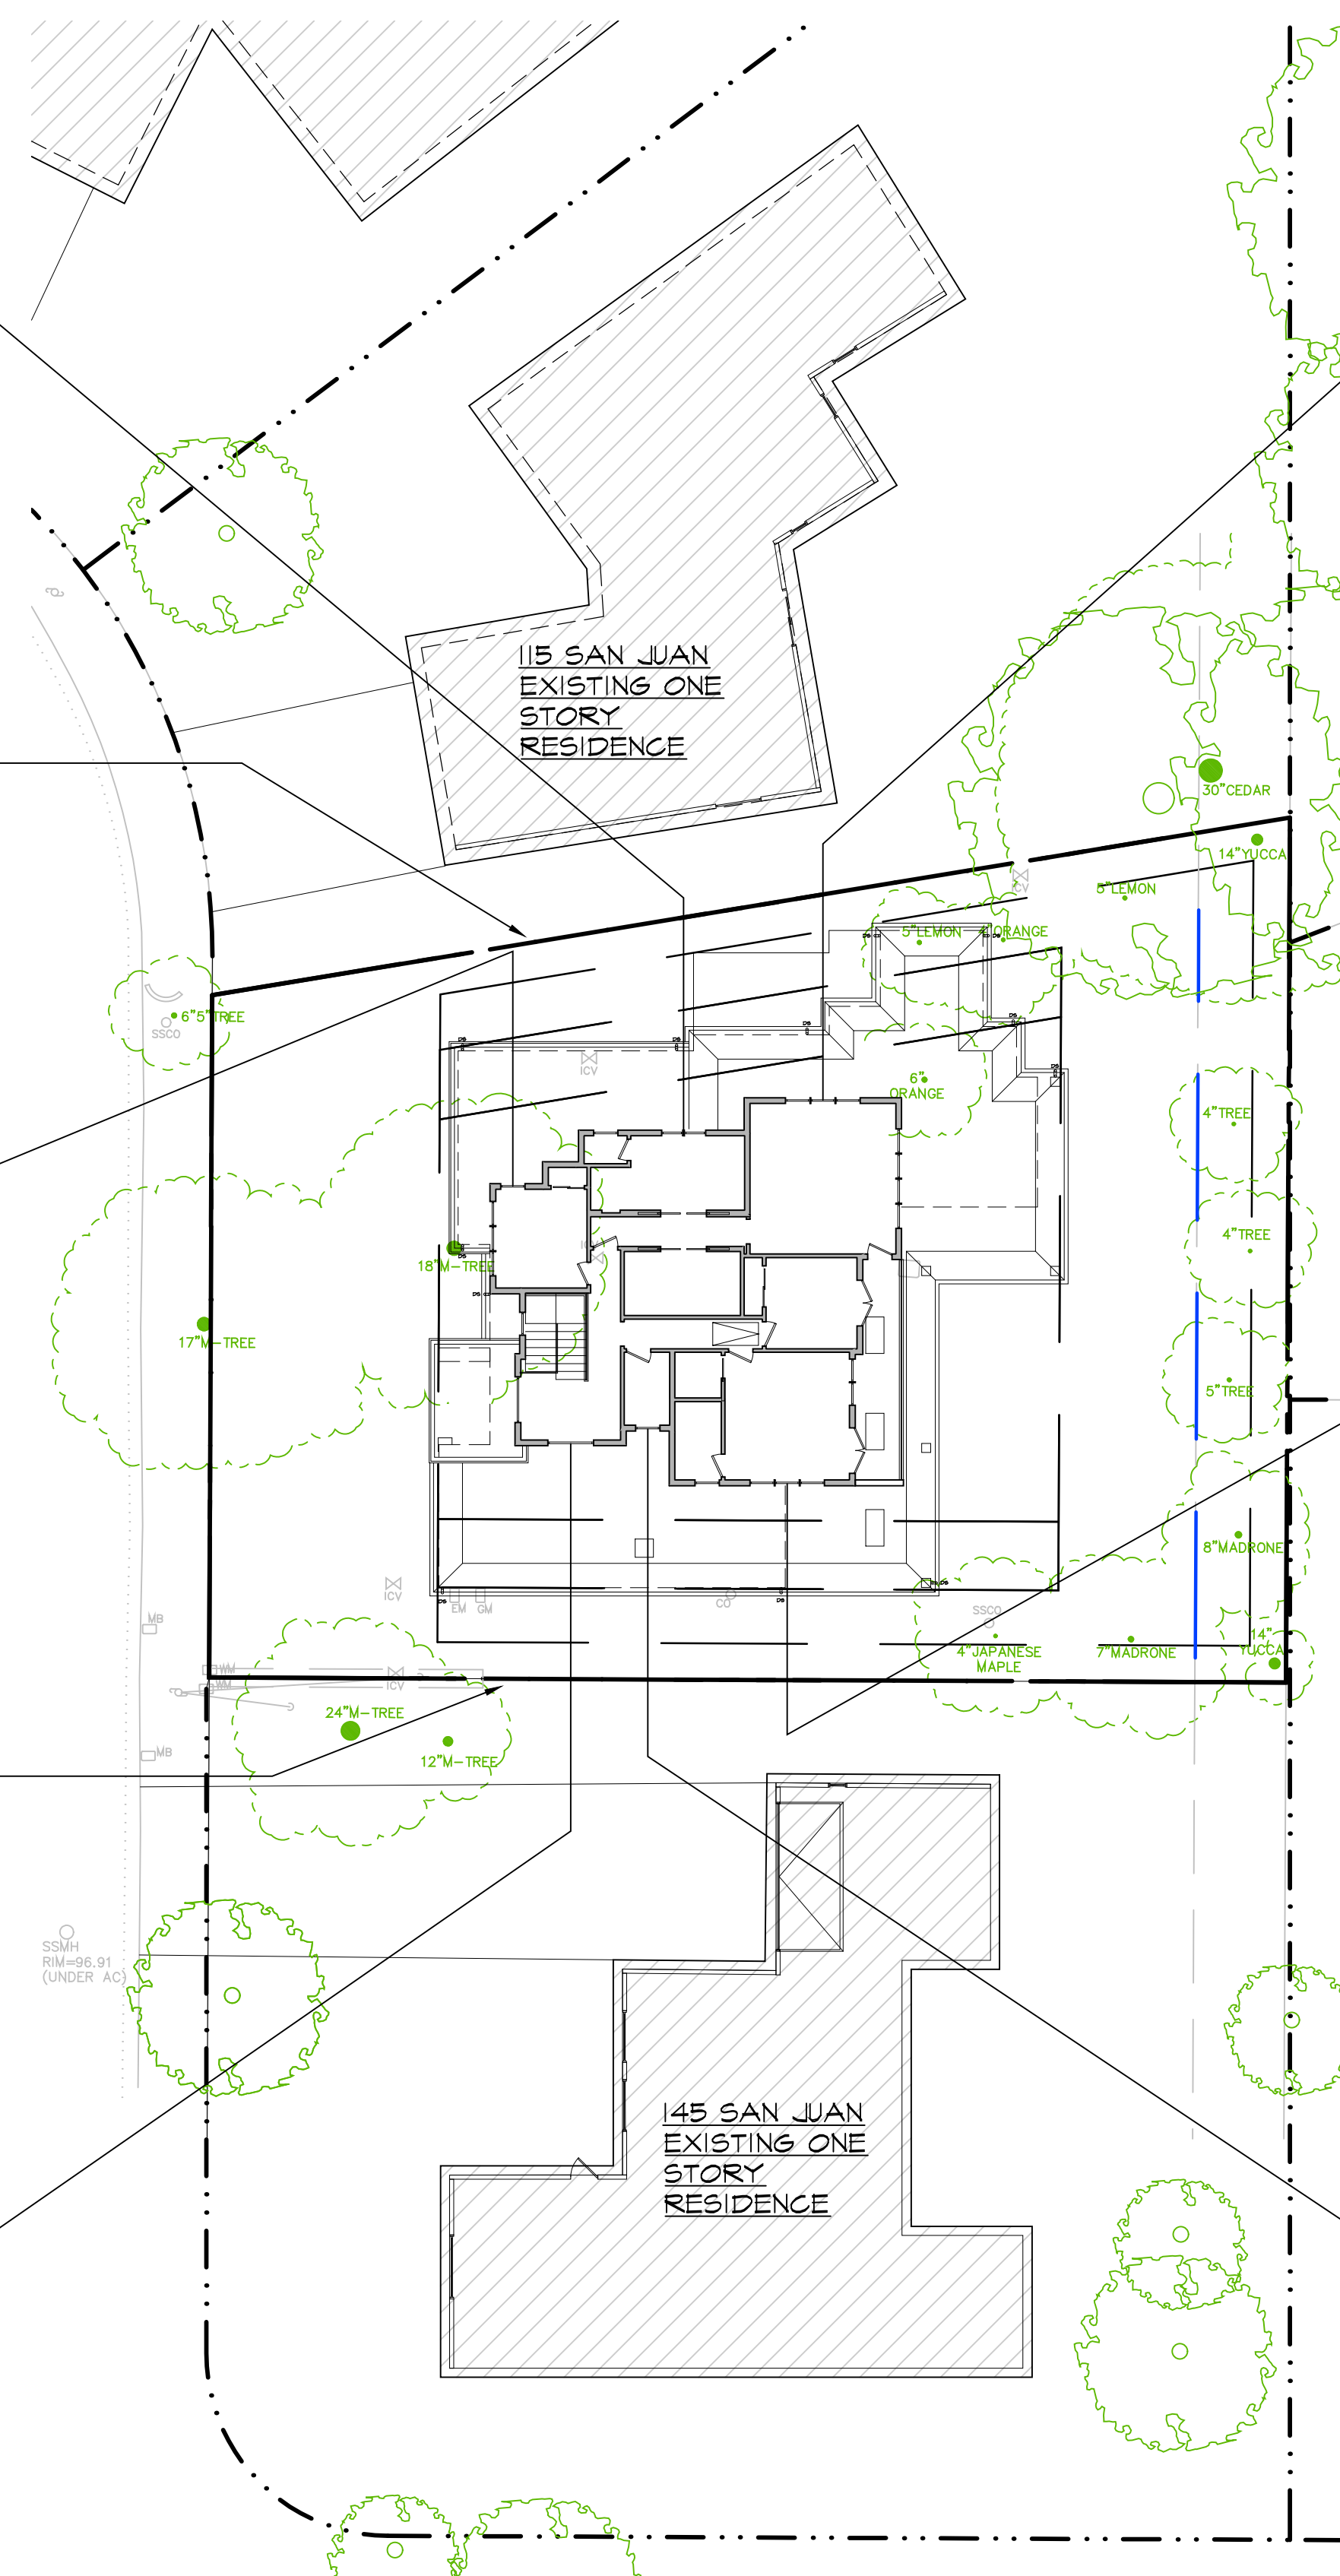 115 SAN JUAN
EXISTING ONE
STORY
RESIDENCE
30"CEDAR
14"YUCCA
ICV
5"LEMON
5"LEMON
ORANGE
6"5"TREE
SSCO
ICV
6"
ORANGE
4"TREE
4"TREE
18"M-TREE
17"M-TREE
5"TREE
8"MADRONE
ICV
EM
GM
CO
SSCO
MB
4"JAPANESE
MAPLE
7"MADRONE
14"
YUCCA
WM
WM
ICV
24"M-TREE
12"M-TREE
MB
SSMH
RIM=96.91
(UNDER AC)
145 SAN JUAN
EXISTING ONE
STORY
RESIDENCE